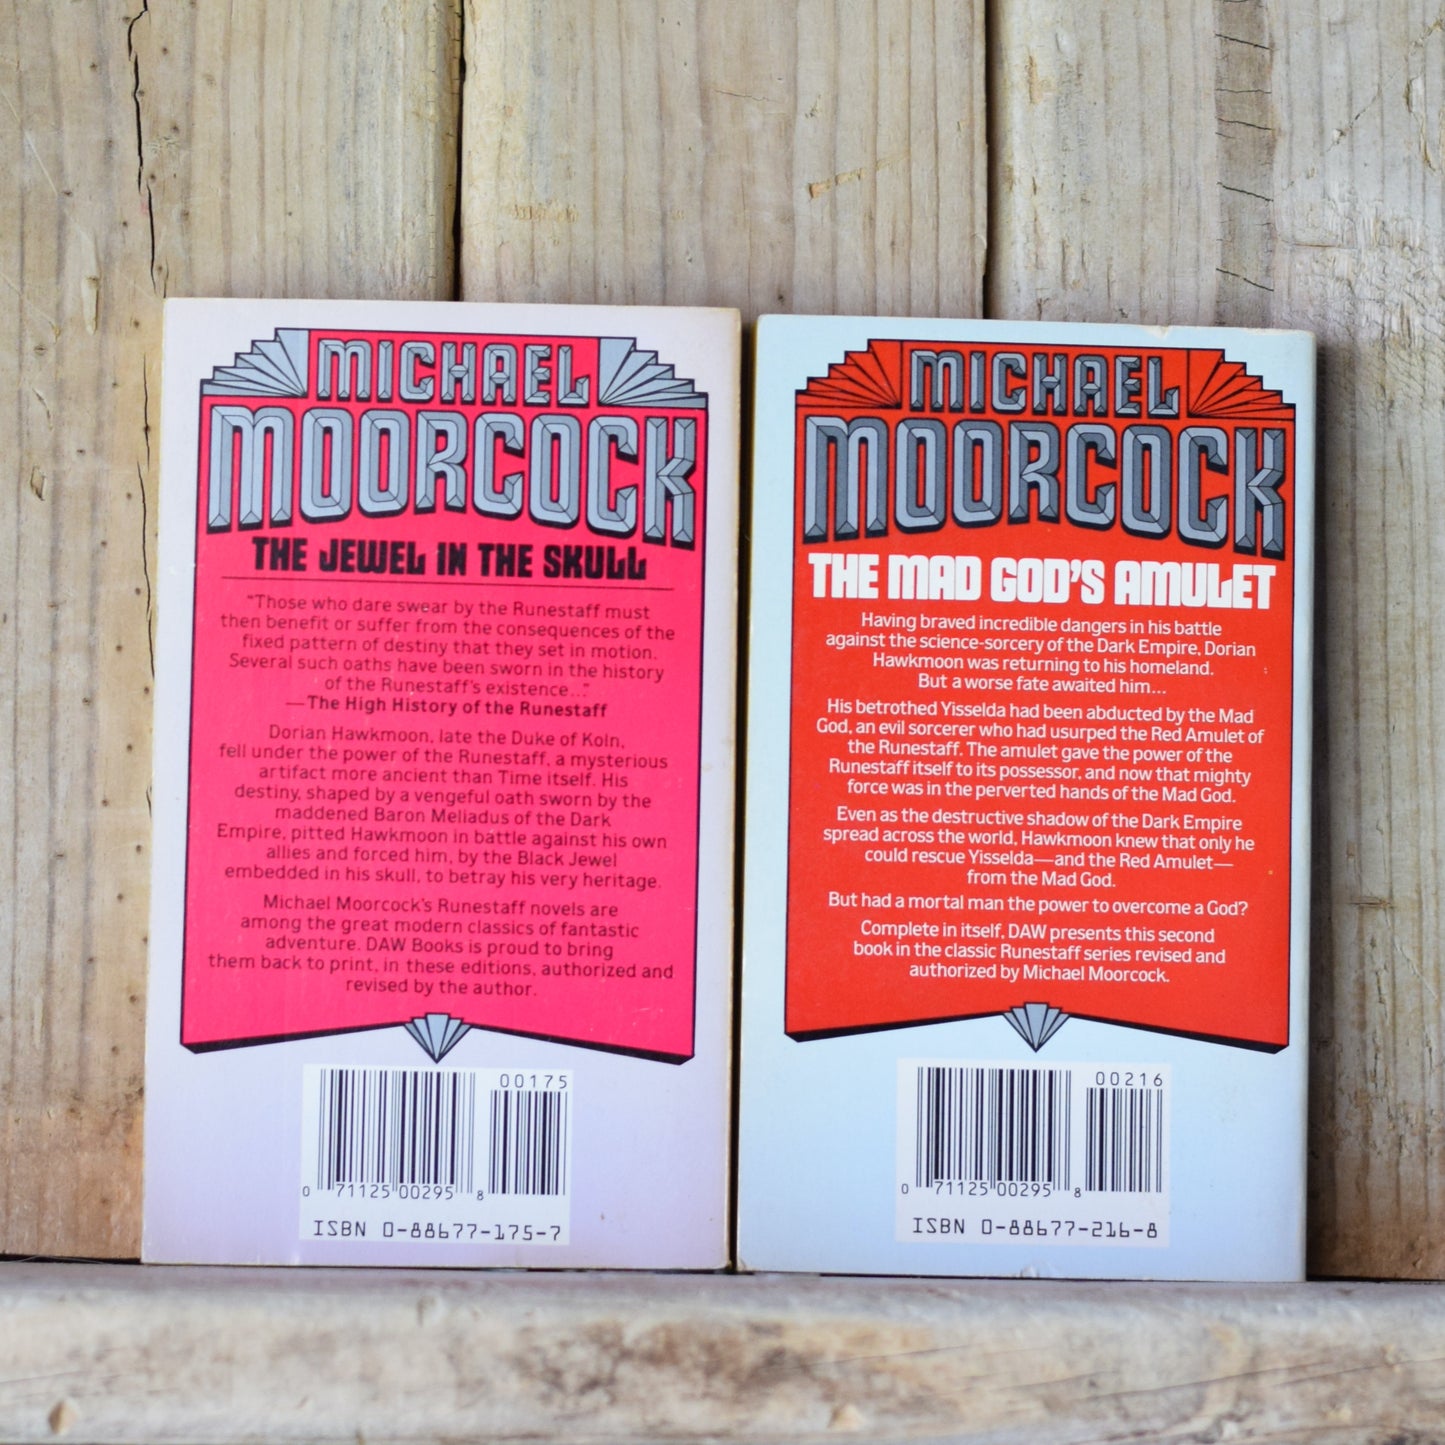 MICHAEL
MOORCOCK
THE JEWEL IN THE SKULL
"Those who dare swear by the Runestaff must
then benefit or suffer from the consequences of the
fixed pattern of destiny that they set in motion.
Several such oaths have been sworn in the history
of the Runestaff's existence..."
—The High History of the Runestaff
Dorian Hawkmoon, late the Duke of Koln,
fell under the power of the Runestaff, a mysterious
artifact more ancient than Time itself. His
destiny, shaped by a vengeful oath sworn by the
maddened Baron Meliadus of the Dark
Empire, pitted Hawkmoon in battle against his own
allies and forced him, by the Black Jewel
embedded in his skull, to betray his very heritage.
Michael Moorcock's Runestaff novels are
among the great modern classics of fantastic
adventure. DAW Books is proud to bring
them back to print, in these editions, authorized and
revised by the author.
00175
0 71125 00295 8
ISBN 0-88677-175-7
MICHAEL
MOORCOCK
THE MAD GOD'S AMULET
Having braved incredible dangers in his battle
against the science-sorcery of the Dark Empire, Dorian
Hawkmoon was returning to his homeland.
But a worse fate awaited him...
His betrothed Yisselda had been abducted by the Mad
God, an evil sorcerer who had usurped the Red Amulet of
the Runestaff. The amulet gave the power of the
Runestaff itself to its possessor, and now that mighty
force was in the perverted hands of the Mad God.
Even as the destructive shadow of the Dark Empire
spread across the world, Hawkmoon knew that only he
could rescue Yisselda—and the Red Amulet—
from the Mad God.
But had a mortal man the power to overcome a God?
Complete in itself, DAW presents this second
book in the classic Runestaff series revised and
authorized by Michael Moorcock.
00216
0 71125 00295 8
ISBN 0-88677-216-8